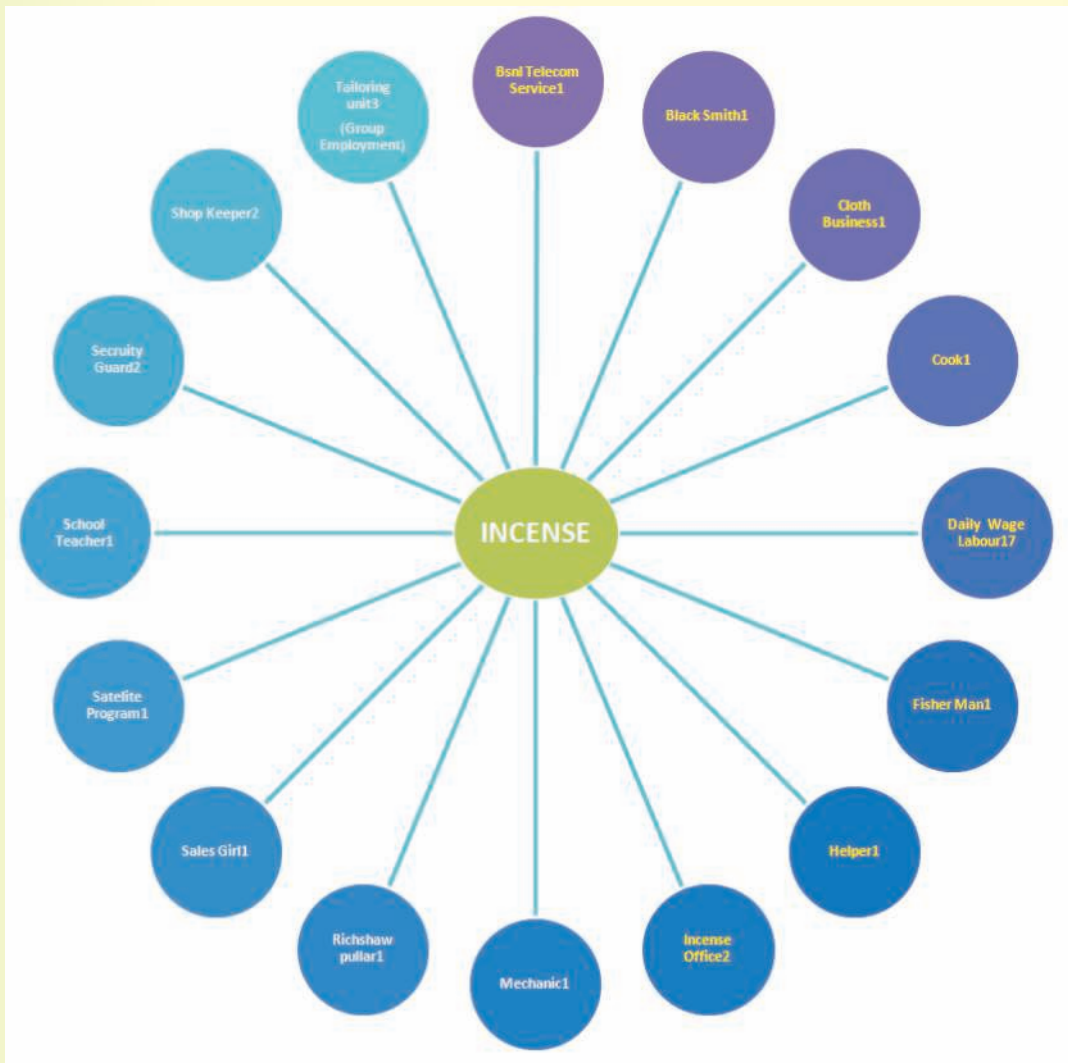 Bsnl Telecom
Service1
Black Smith1
Cloth
Business1
Cook1
Daily Wage
Labour17
Fisher Man1
Helper1
Incense
Office2
Mechanic1
Richshaw
pullar1
Sales Girl1
Satelite
Program1
School
Teacher1
Secruity
Guard2
Shop Keeper2
Tailoring
unit3
(Group
Employment)
INCENSE